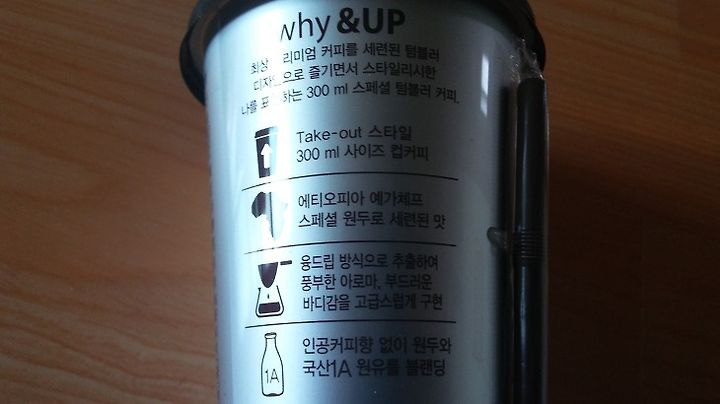 why &UP
최상 프리미엄 커피를 세련된 텀블러
디자인으로 즐기면서 스타일리시한
나를 표현하는 300 ml 스페셜 텀블러 커피.
Take-out 스타일
300 ml 사이즈 컵커피
에티오피아 예가체프
스페셜 원두로 세련된 맛
융드립 방식으로 추출하여
풍부한 아로마, 부드러운
바디감을 고급스럽게 구현
1A
인공커피향 없이 원두와
국산1A 원유를 블랜딩